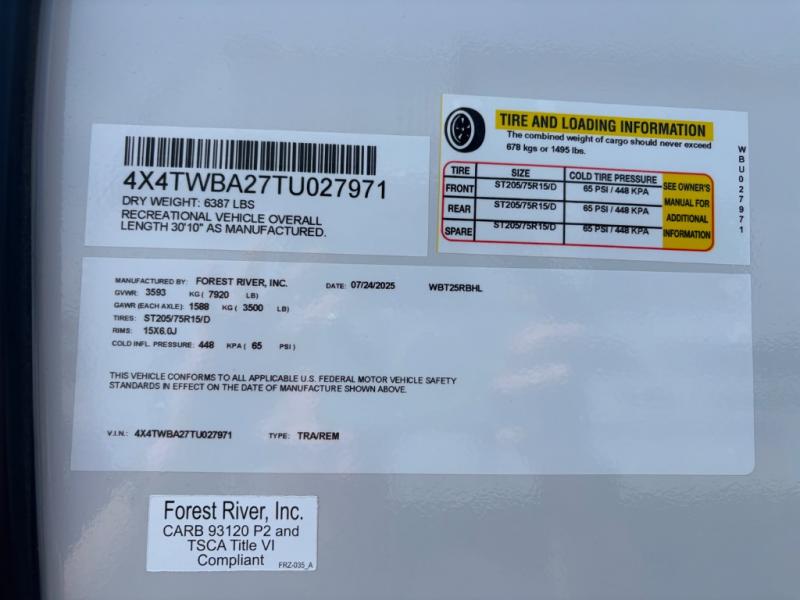 4X4TWBA27TU027971
DRY WEIGHT: 6387 LBS
RECREATIONAL VEHICLE OVERALL
LENGTH 30'10" AS MANUFACTURED.
TIRE AND LOADING INFORMATION
The combined weight of cargo should never exceed
678 kgs or 1495 lbs.
TIRE SIZE COLD TIRE PRESSURE
FRONT ST205/75R15/D 65 PSI / 448 KPA
REAR ST205/75R15/D 65 PSI / 448 KPA
SPARE ST205/75R15/D 65 PSI / 448 KPA
SEE OWNER'S
MANUAL FOR
ADDITIONAL
INFORMATION
WBU027971
MANUFACTURED BY: FOREST RIVER, INC. DATE: 07/24/2025 WBT25RBHL
GVWR: 3593 KG ( 7920 LB)
GAWR (EACH AXLE): 1588 KG ( 3500 LB)
TIRES: ST205/75R15/D
RIMS: 15X6.0J
COLD INFL. PRESSURE: 448 KPA ( 65 PSI )
THIS VEHICLE CONFORMS TO ALL APPLICABLE U.S. FEDERAL MOTOR VEHICLE SAFETY
STANDARDS IN EFFECT ON THE DATE OF MANUFACTURE SHOWN ABOVE.
V.I.N.: 4X4TWBA27TU027971 TYPE: TRA/REM
Forest River, Inc.
CARB 93120 P2 and
TSCA Title VI
Compliant
FRZ-035_A